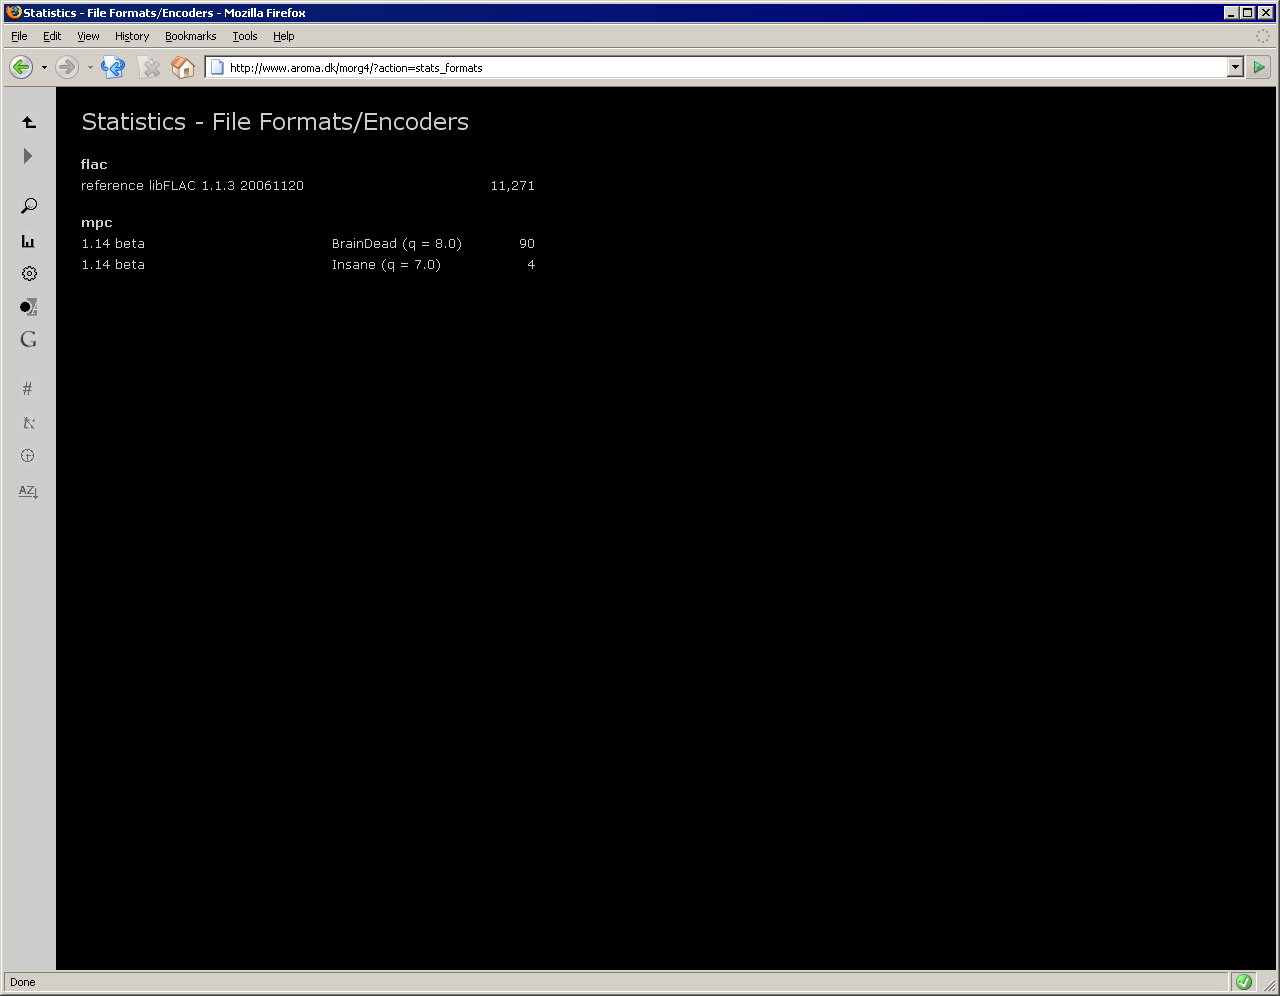 Statistics - File Formats/Encoders - Mozilla Firefox
File Edit View History Bookmarks Tools Help
http://www.aroma.dk/morg4/?action=stats_formats
Statistics - File Formats/Encoders
flac
reference libFLAC 1.1.3 20061120 11,271
mpc
1.14 beta BrainDead (q = 8.0) 90
1.14 beta Insane (q = 7.0) 4
G
#
AZ
Done